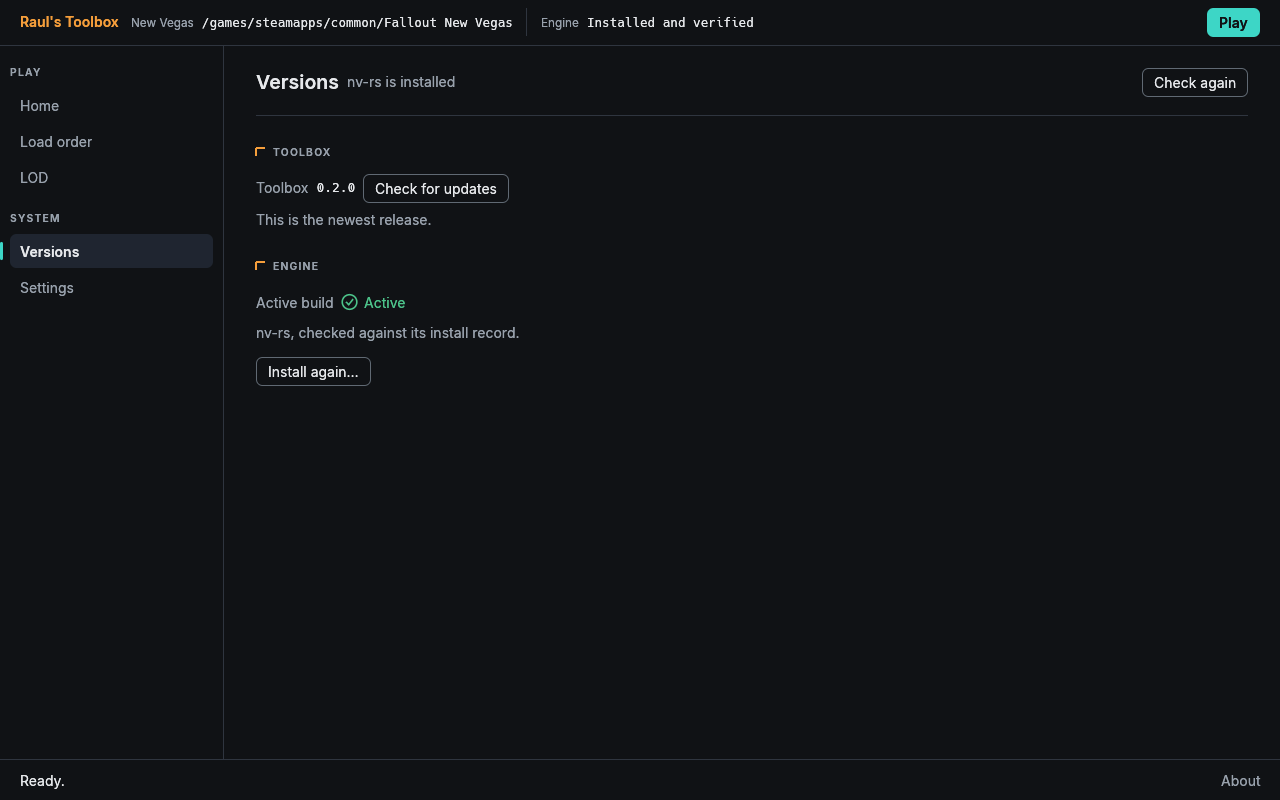 Raul's Toolbox New Vegas /games/steamapps/common/Fallout New Vegas Engine Installed and verified Play
PLAY
Home
Load order
LOD
SYSTEM
Versions
Settings
Versions nv-rs is installed Check again
TOOLBOX
Toolbox 0.2.0 Check for updates
This is the newest release.
ENGINE
Active build Active
nv-rs, checked against its install record.
Install again...
Ready. About